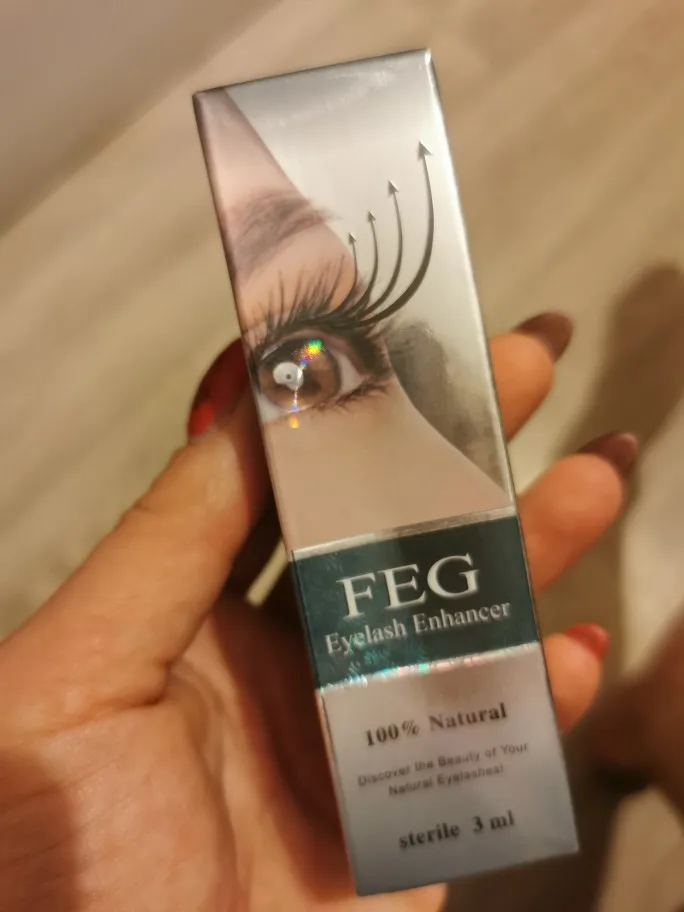 FEG
Eyelash Enhancer
100% Natural
Discover the Beauty of Your
Natural Eyelashes!
sterile 3 ml